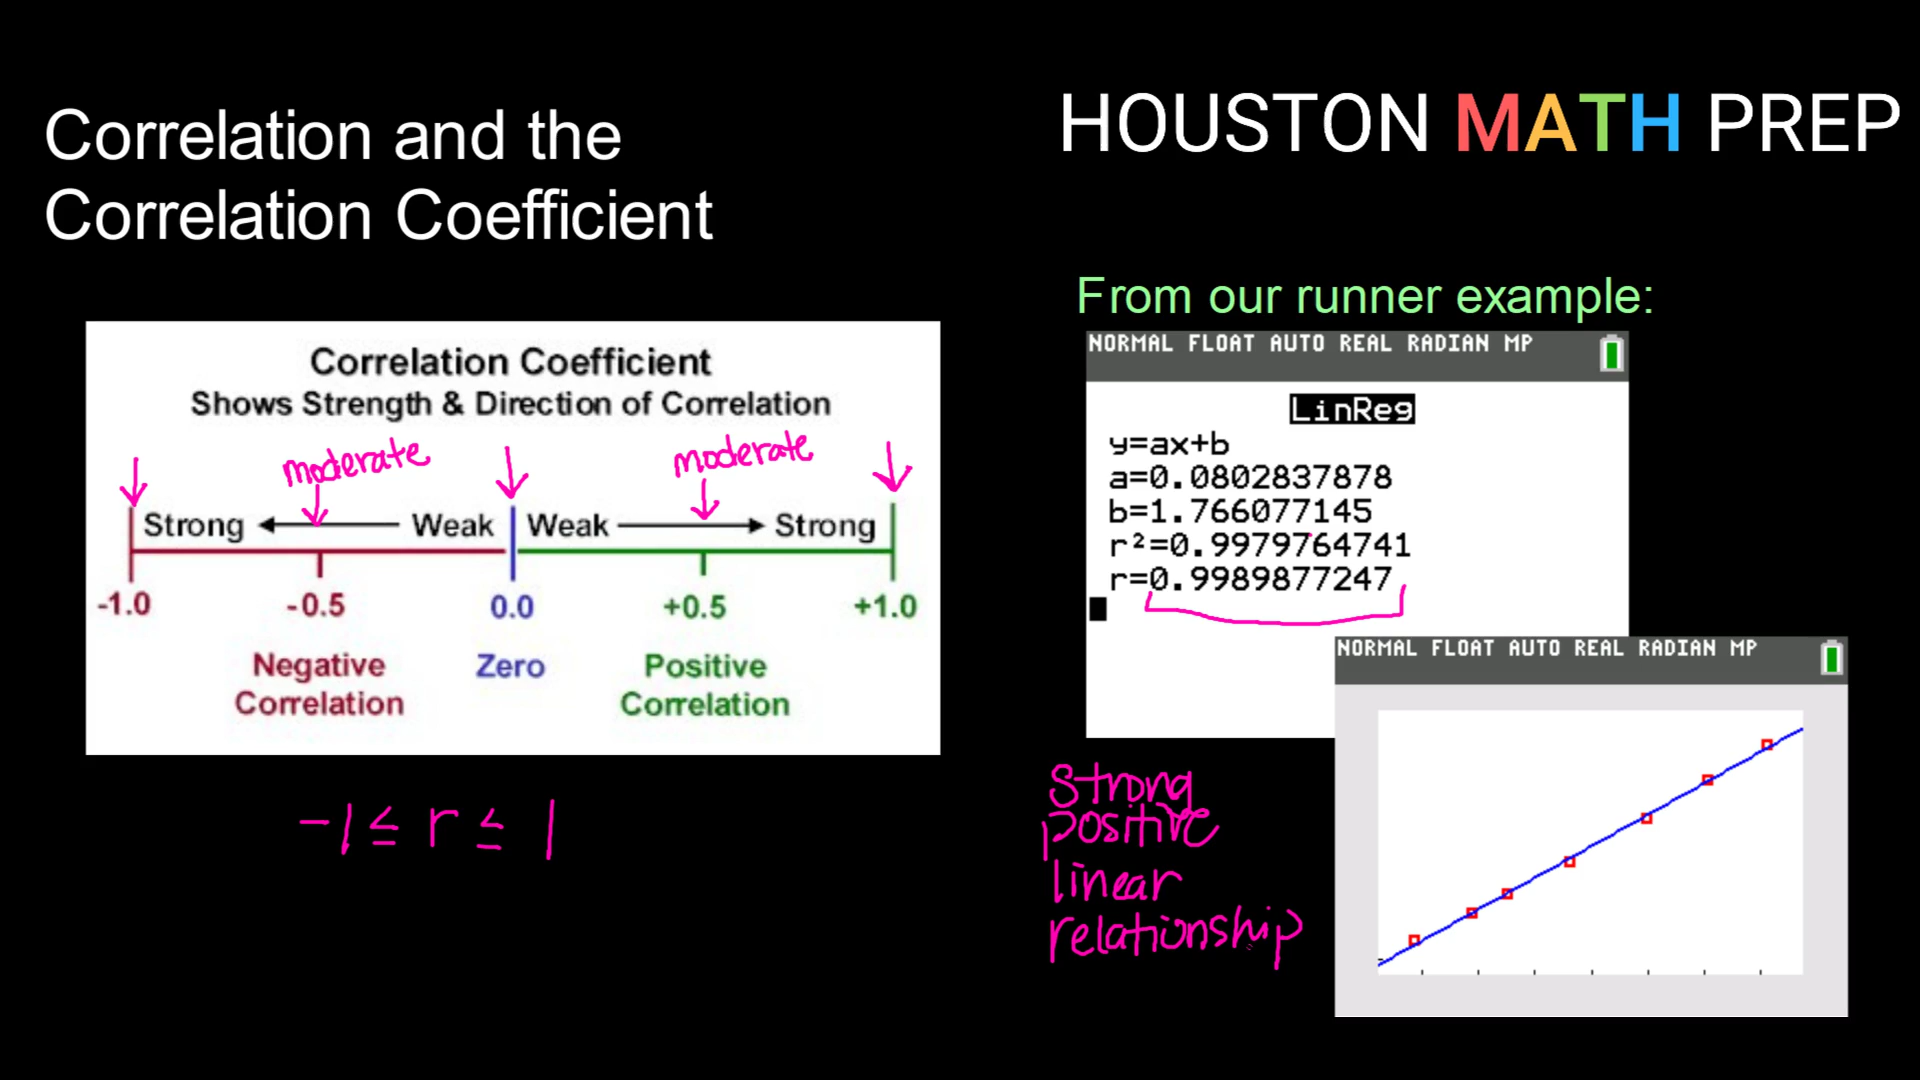 Correlation and the
Correlation Coefficient
HOUSTON MATH PREP
Correlation Coefficient
Shows Strength & Direction of Correlation
moderate
moderate
Strong
Weak
Weak
Strong
-1.0
-0.5
0.0
+0.5
+1.0
Negative
Correlation
Zero
Positive
Correlation
-1 ≤ r ≤ 1
From our runner example:
NORMAL FLOAT AUTO REAL RADIAN MP
LinReg
y=ax+b
a=0.0802837878
b=1.766077145
r²=0.9979764741
r=0.9989877247
NORMAL FLOAT AUTO REAL RADIAN MP
strong
positive
linear
relationship